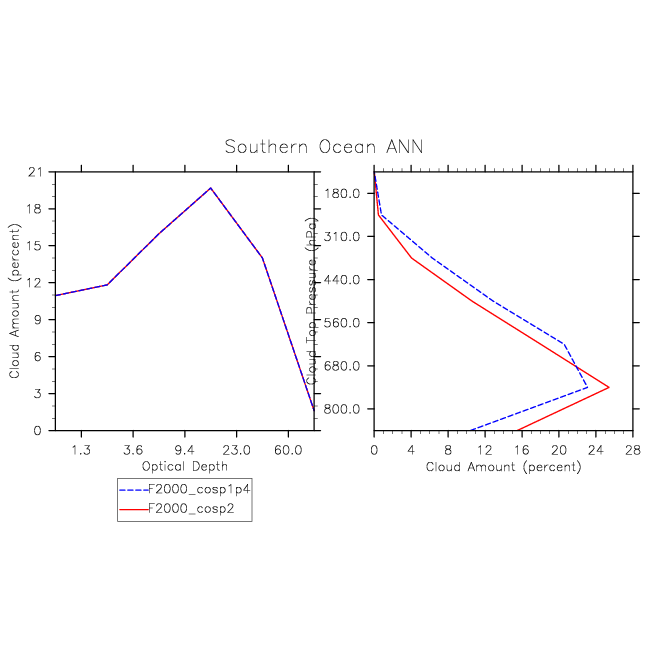 Southern Ocean ANN
Cloud Amount (percent)
21
18
15
12
9
6
3
0
1.3 3.6 9.4 23.0 60.0
Optical Depth
Cloud Top Pressure (hPa)
180.0
310.0
440.0
560.0
680.0
800.0
0 4 8 12 16 20 24 28
Cloud Amount (percent)
F2000_cosp1p4
F2000_cosp2